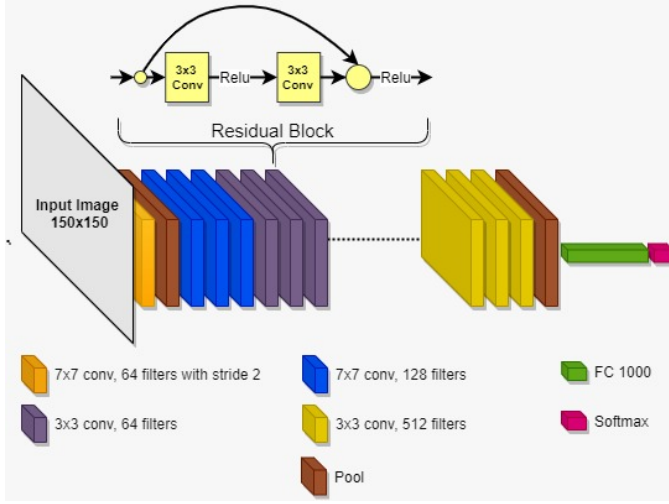 3x3
Conv
Relu
3x3
Conv
Relu
Residual Block
Input Image
150x150
7x7 conv, 64 filters with stride 2
7x7 conv, 128 filters
FC 1000
3x3 conv, 64 filters
3x3 conv, 512 filters
Softmax
Pool